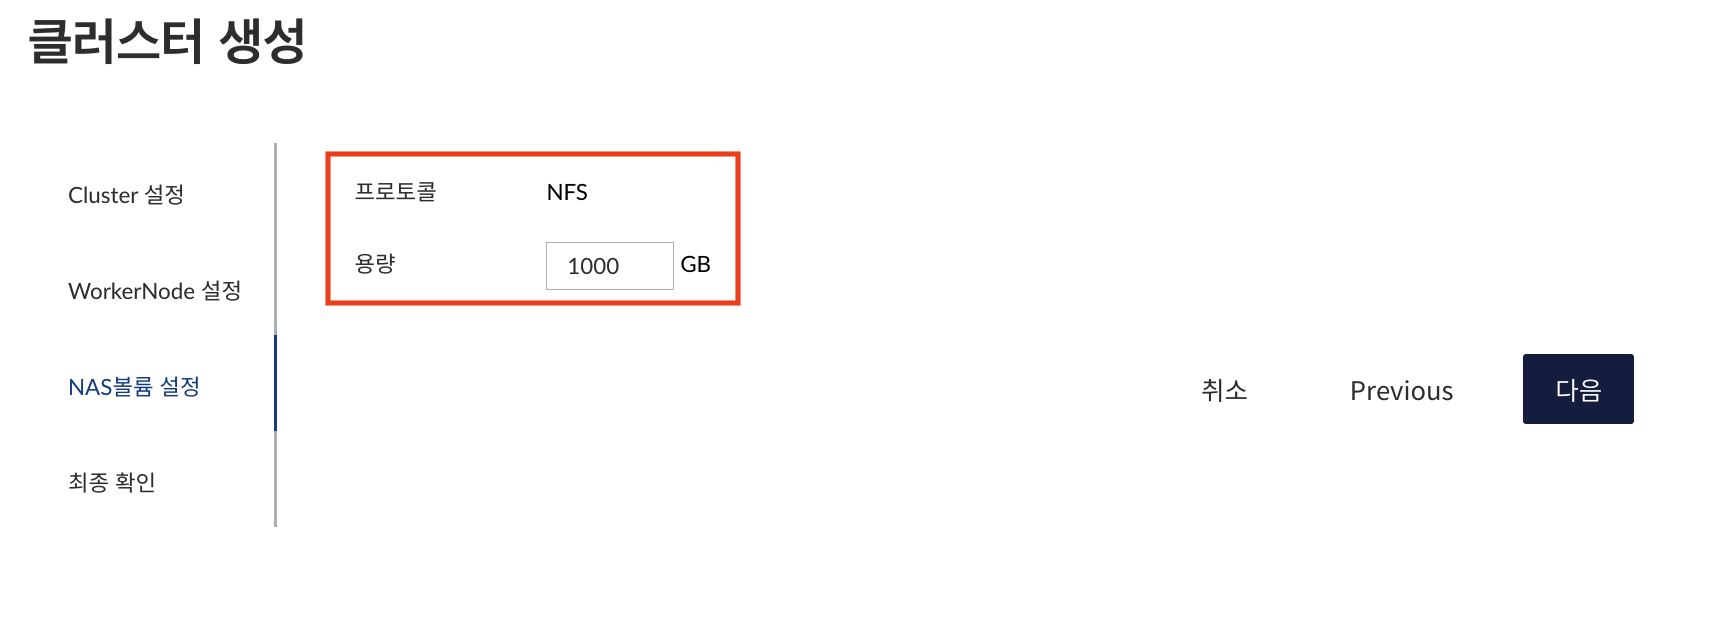 클러스터 생성
Cluster 설정
WorkerNode 설정
NAS볼륨 설정
최종 확인
프로토콜 NFS
용량 1000 GB
취소 Previous 다음